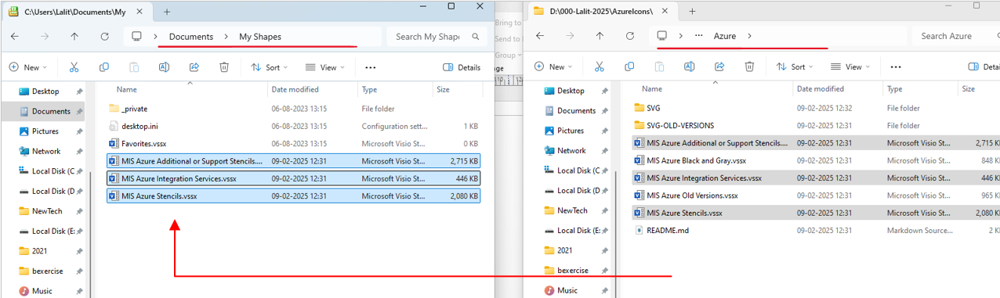 C:\Users\Lalit\Documents\My
Documents > My Shapes
Search My Shape
New
Sort
View
Details
Name Date modified Type Size
Desktop
Documents
Pictures
Network
Local Disk (C
Local Disk (D
NewTech
Local Disk (E:
2021
bexercise
Music
_private 06-08-2023 13:15 File folder
desktop.ini 06-08-2023 13:15 Configuration sett... 1 KB
Favorites.vssx 06-08-2023 13:15 Microsoft Visio St... 0 KB
MIS Azure Additional or Support Stencils.... 09-02-2025 12:31 Microsoft Visio St... 2,715 KB
MIS Azure Integration Services.vssx 09-02-2025 12:31 Microsoft Visio St... 446 KB
MIS Azure Stencils.vssx 09-02-2025 12:31 Microsoft Visio St... 2,080 KB
Bring to
Send to
Group
ge
D:\000-Lalit-2025\AzureIcons\
Azure >
Search Azure
New
Sort
View
Detai
Name Date modified Type Size
Desktop
Documents
Pictures
Network
Local Disk (C
Local Disk (D
NewTech
Local Disk (E:
2021
bexercise
Music
SVG 09-02-2025 12:32 File folder
SVG-OLD-VERSIONS 09-02-2025 12:31 File folder
MIS Azure Additional or Support Stencils.... 09-02-2025 12:31 Microsoft Visio St... 2,715 KB
MIS Azure Black and Gray.vssx 09-02-2025 12:31 Microsoft Visio St... 848 KB
MIS Azure Integration Services.vssx 09-02-2025 12:31 Microsoft Visio St... 446 KB
MIS Azure Old Versions.vssx 09-02-2025 12:31 Microsoft Visio St... 965 KB
MIS Azure Stencils.vssx 09-02-2025 12:31 Microsoft Visio St... 2,080 KB
README.md 09-02-2025 12:31 Markdown Source... 2 K